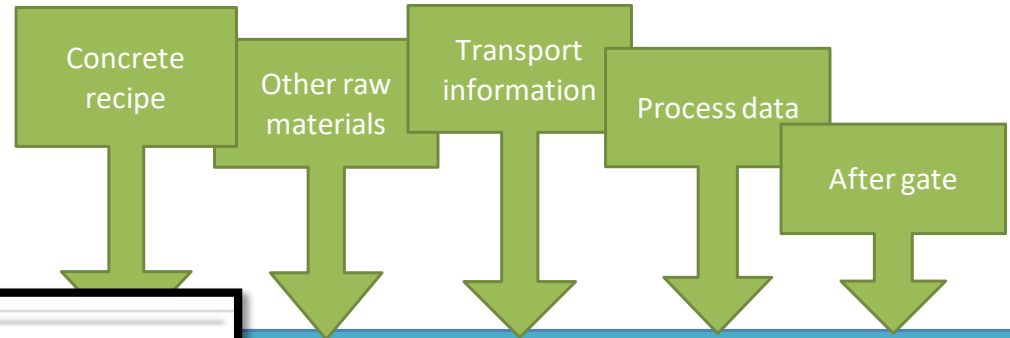 Concrete
recipe
Other raw
materials
Transport
information
Process data
After gate